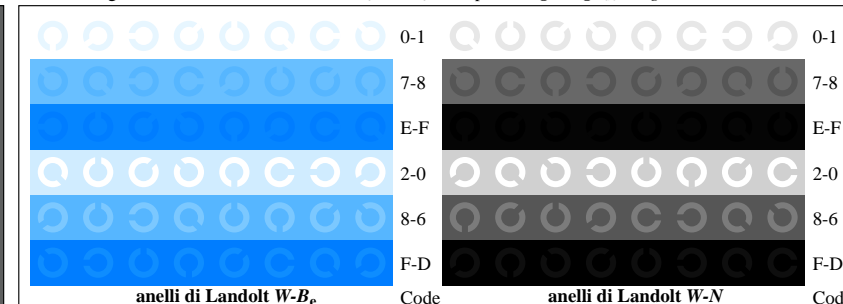 0-1 0-1
7-8 7-8
E-F E-F
2-0 2-0
8-6 8-6
F-D F-D
anelli di Landolt W-Be Code anelli di Landolt W-N